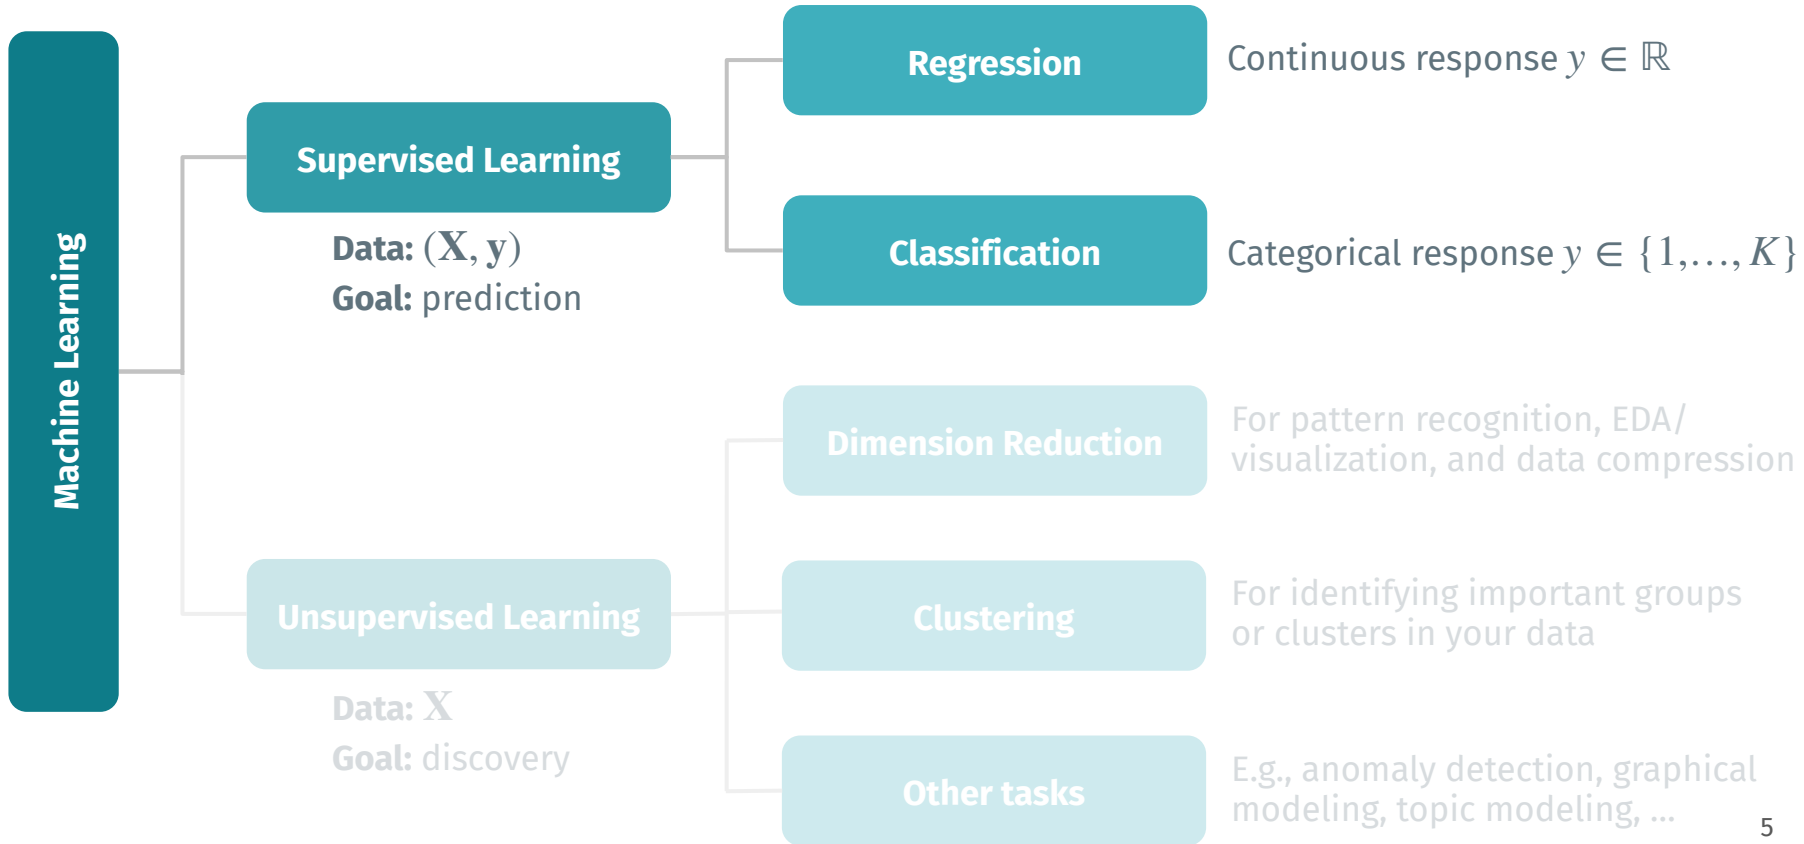 Machine Learning
Supervised Learning
Data: (X, y)
Goal: prediction
Regression
Continuous response y ∈ ℝ
Classification
Categorical response y ∈ {1,…, K}
Unsupervised Learning
Data: X
Goal: discovery
Dimension Reduction
For pattern recognition, EDA/
visualization, and data compression
Clustering
For identifying important groups
or clusters in your data
Other tasks
E.g., anomaly detection, graphical
modeling, topic modeling, …
5